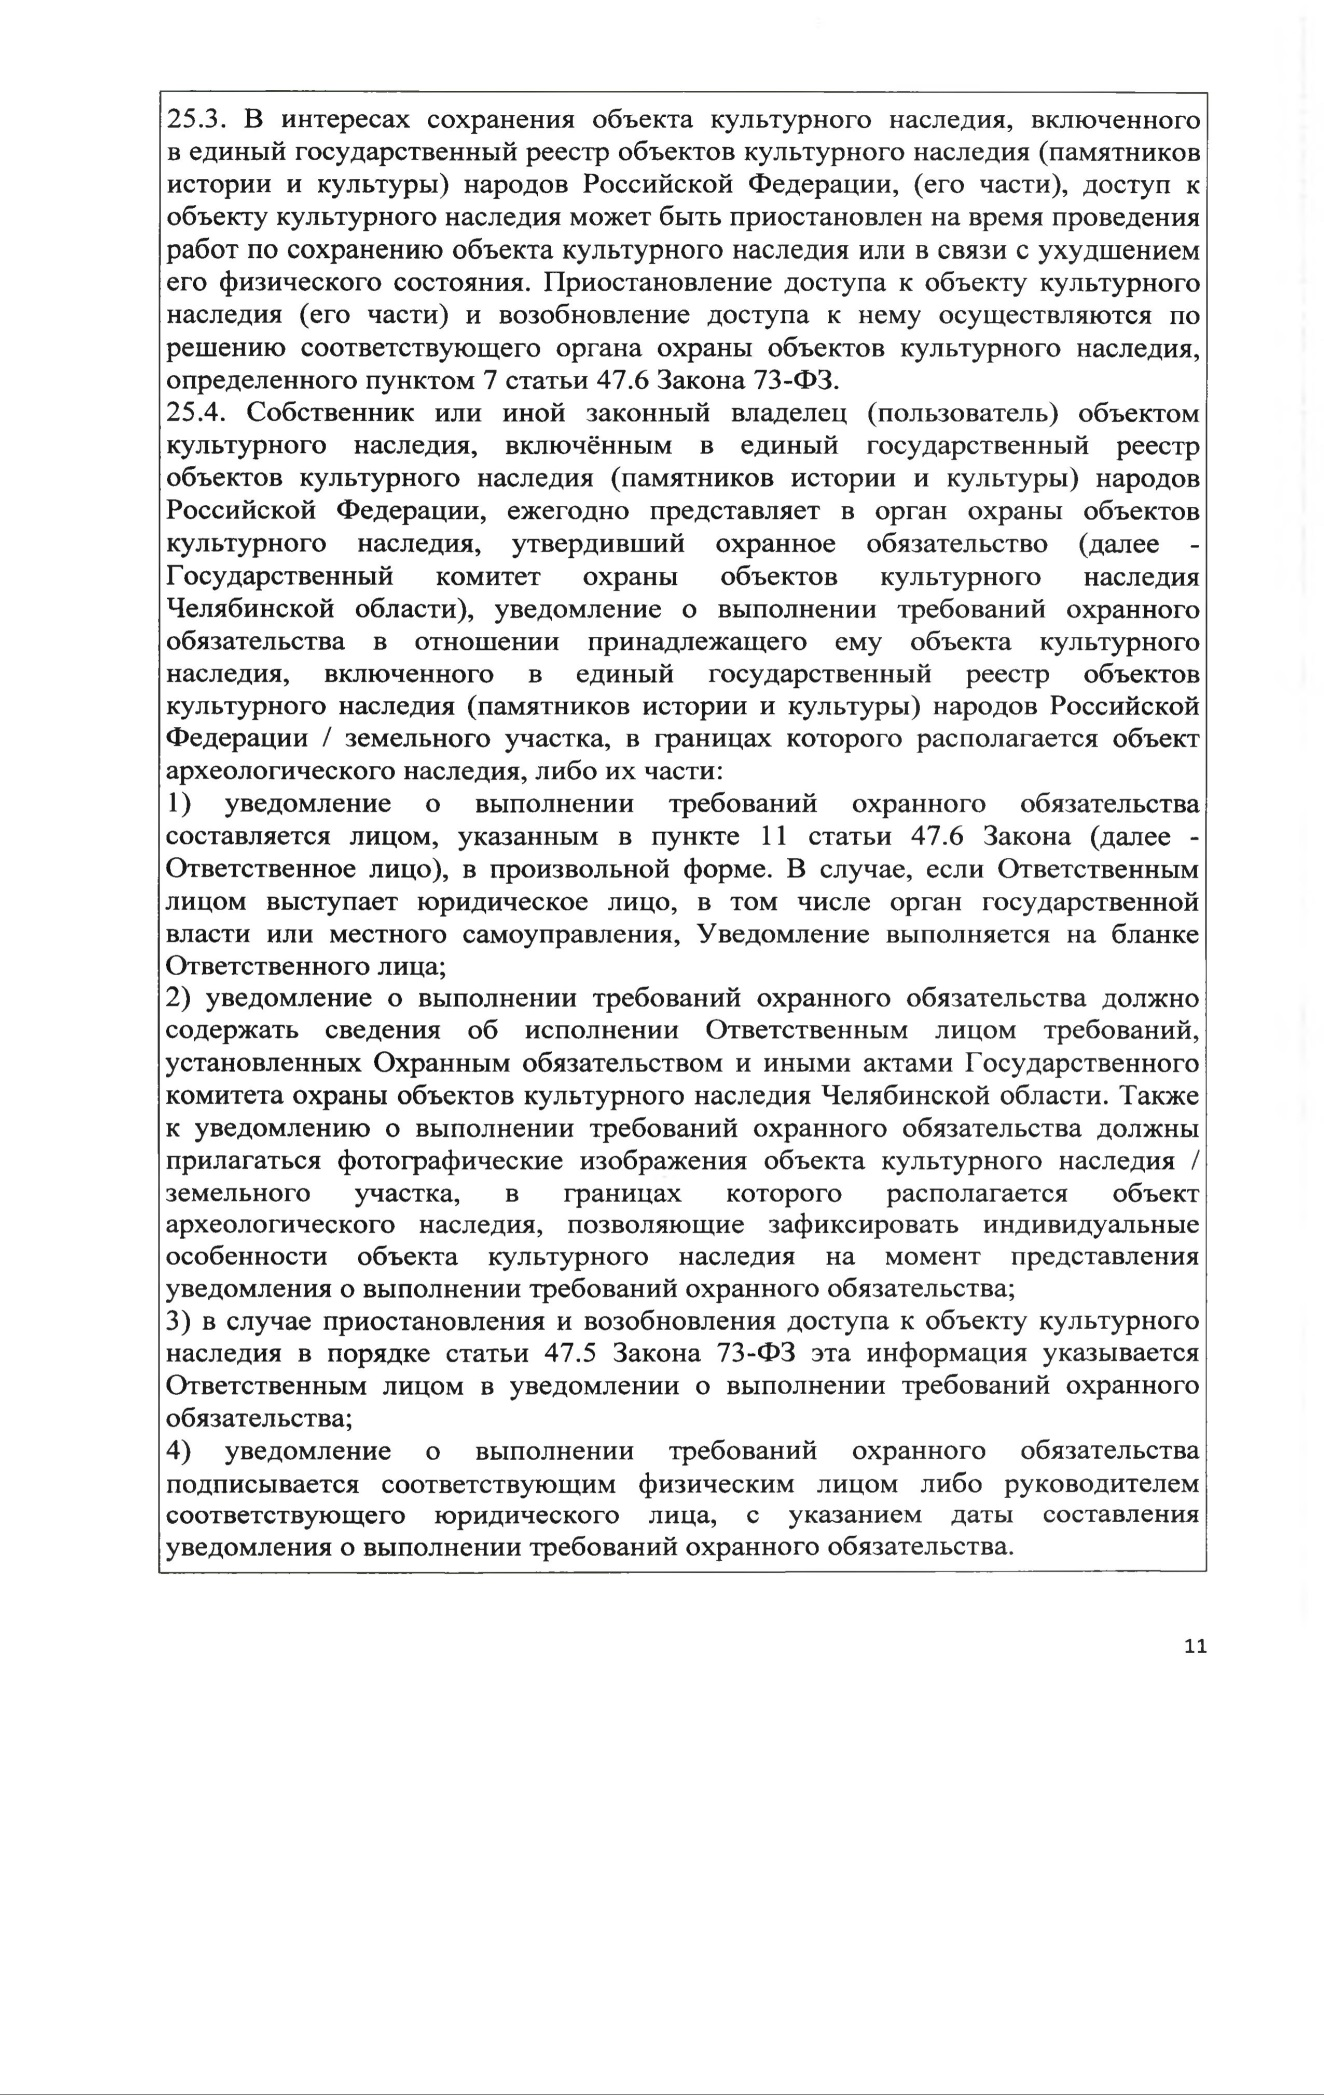 25.3. В интересах сохранения объекта культурного наследия, включенного
в единый государственный реестр объектов культурного наследия (памятников
истории и культуры) народов Российской Федерации, (его части), доступ к
объекту культурного наследия может быть приостановлен на время проведения
работ по сохранению объекта культурного наследия или в связи с ухудшением
его физического состояния. Приостановление доступа к объекту культурного
наследия (его части) и возобновление доступа к нему осуществляются по
решению соответствующего органа охраны объектов культурного наследия,
определенного пунктом 7 статьи 47.6 Закона 73-ФЗ.
25.4. Собственник или иной законный владелец (пользователь) объектом
культурного наследия, включённым в единый государственный реестр
объектов культурного наследия (памятников истории и культуры) народов
Российской Федерации, ежегодно представляет в орган охраны объектов
культурного наследия, утвердивший охранное обязательство (далее -
Государственный комитет охраны объектов культурного наследия
Челябинской области), уведомление о выполнении требований охранного
обязательства в отношении принадлежащего ему объекта культурного
наследия, включенного в единый государственный реестр объектов
культурного наследия (памятников истории и культуры) народов Российской
Федерации / земельного участка, в границах которого располагается объект
археологического наследия, либо их части:
1) уведомление о выполнении требований охранного обязательства
составляется лицом, указанным в пункте 11 статьи 47.6 Закона (далее -
Ответственное лицо), в произвольной форме. В случае, если Ответственным
лицом выступает юридическое лицо, в том числе орган государственной
власти или местного самоуправления, Уведомление выполняется на бланке
Ответственного лица;
2) уведомление о выполнении требований охранного обязательства должно
содержать сведения об исполнении Ответственным лицом требований,
установленных Охранным обязательством и иными актами Государственного
комитета охраны объектов культурного наследия Челябинской области. Также
к уведомлению о выполнении требований охранного обязательства должны
прилагаться фотографические изображения объекта культурного наследия /
земельного участка, в границах которого располагается объект
археологического наследия, позволяющие зафиксировать индивидуальные
особенности объекта культурного наследия на момент представления
уведомления о выполнении требований охранного обязательства;
3) в случае приостановления и возобновления доступа к объекту культурного
наследия в порядке статьи 47.5 Закона 73-ФЗ эта информация указывается
Ответственным лицом в уведомлении о выполнении требований охранного
обязательства;
4) уведомление о выполнении требований охранного обязательства
подписывается соответствующим физическим лицом либо руководителем
соответствующего юридического лица, с указанием даты составления
уведомления о выполнении требований охранного обязательства.
11